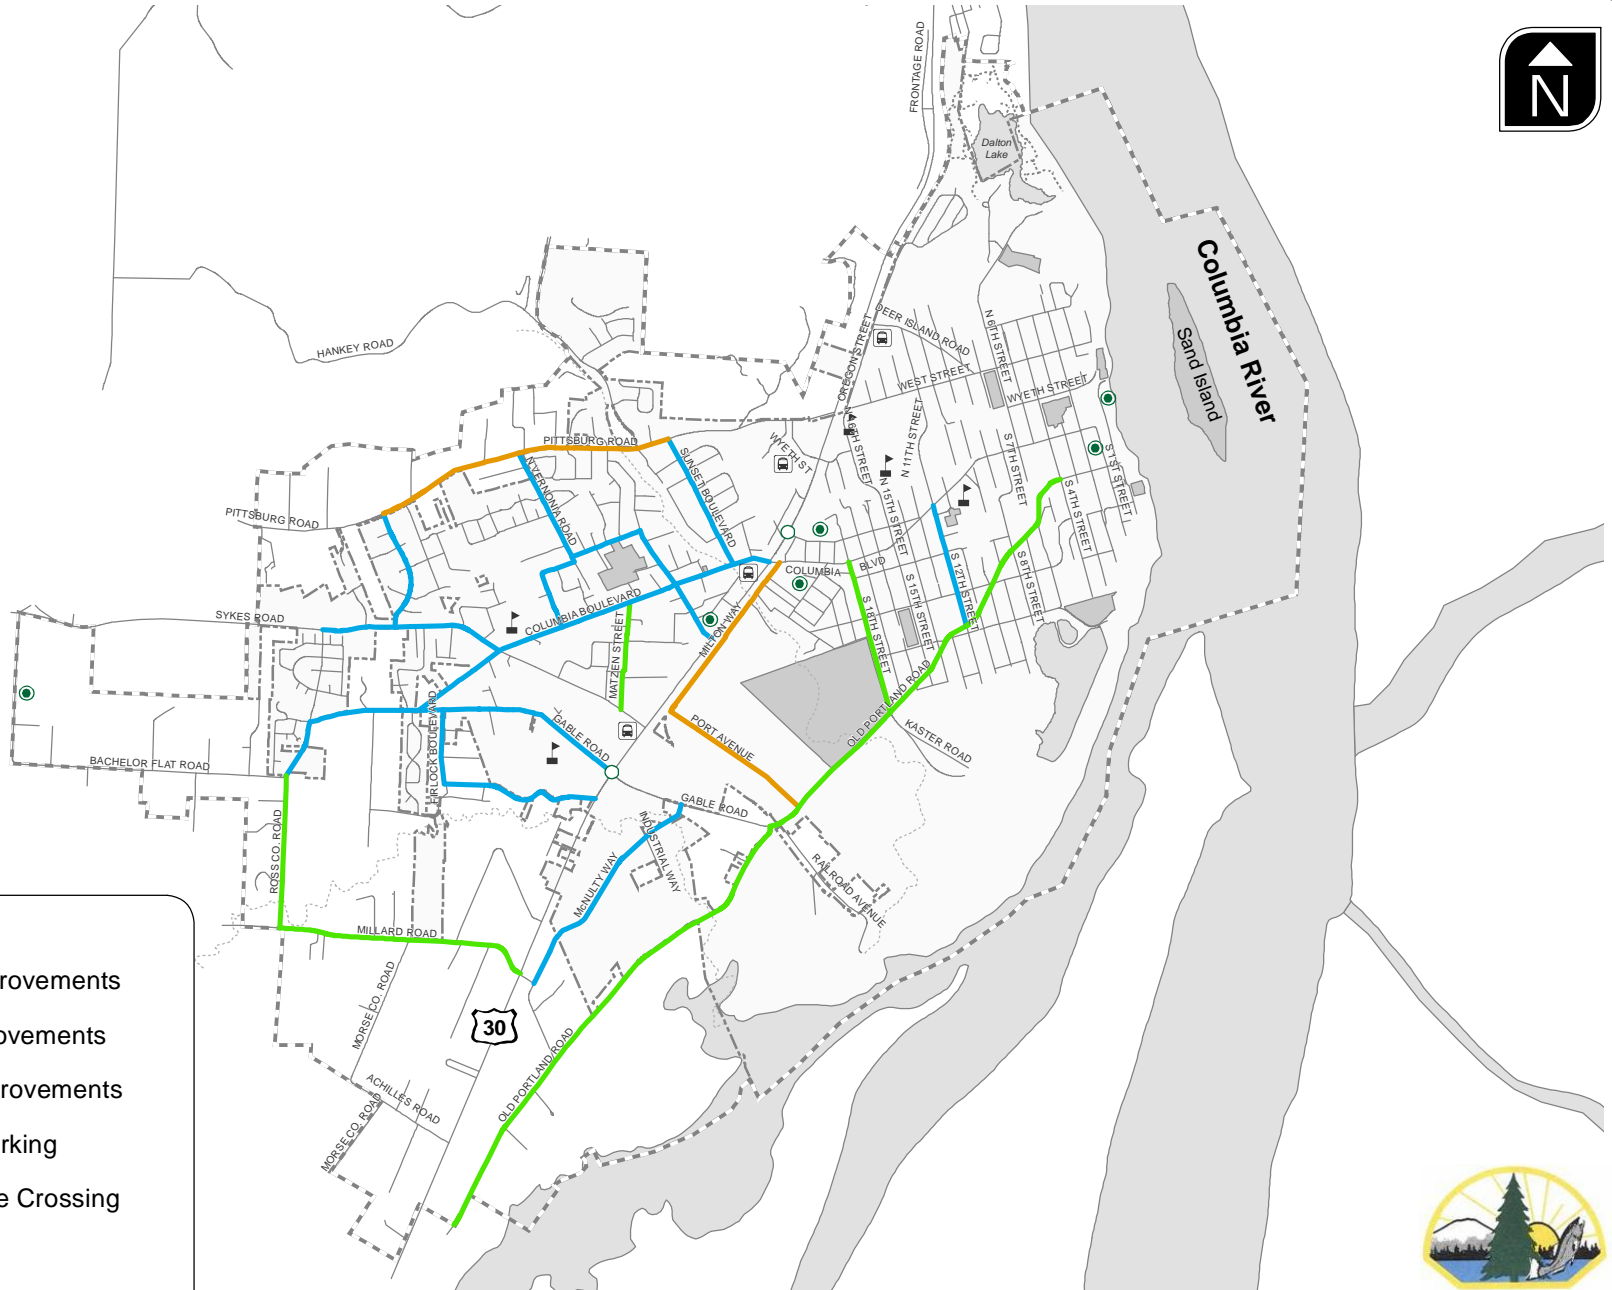 FRONTAGE ROAD
N
Dalton
Lake
Columbia River
Sand Island
HANKEY ROAD
DEER ISLAND ROAD
OREGON STREET
N 6TH STREET
WEST STREET
WYETH STREET
PITTSBURG ROAD
WYETH ST
N 16TH STREET
N 11TH STREET
S 7TH STREET
S 1ST STREET
N VERNONIA ROAD
SUNSET BOULEVARD
N 15TH STREET
S 4TH STREET
PITTSBURG ROAD
COLUMBIA
BLVD
S 12TH STREET
S 8TH STREET
S 15TH STREET
S 18TH STREET
SYKES ROAD
COLUMBIA BOULEVARD
MILTON WAY
MATZEN STREET
FIRLOCK BOULEVARD
GABLE ROAD
PORT AVENUE
OLD PORTLAND ROAD
KASTER ROAD
BACHELOR FLAT ROAD
GABLE ROAD
ROSS CO. ROAD
INDUSTRIAL WAY
McNULTY WAY
RAILROAD AVENUE
MILLARD ROAD
MORSE CO. ROAD
30
OLD PORTLAND ROAD
ACHILLES ROAD
MORSE CO. ROAD
rovements
ovements
rovements
rking
e Crossing